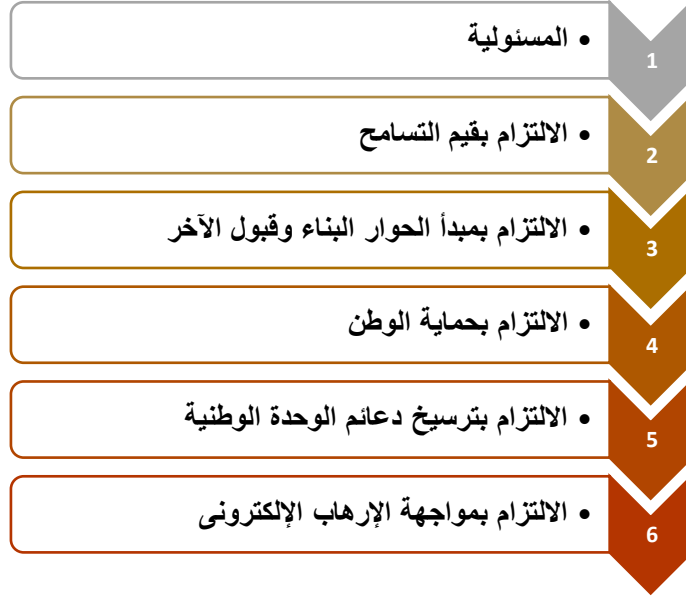 1
• المسئولية
2
• الالتزام بقيم التسامح
3
• الالتزام بمبدأ الحوار البناء وقبول الآخر
4
• الالتزام بحماية الوطن
5
• الالتزام بترسيخ دعائم الوحدة الوطنية
6
• الالتزام بمواجهة الإرهاب الإلكترونى